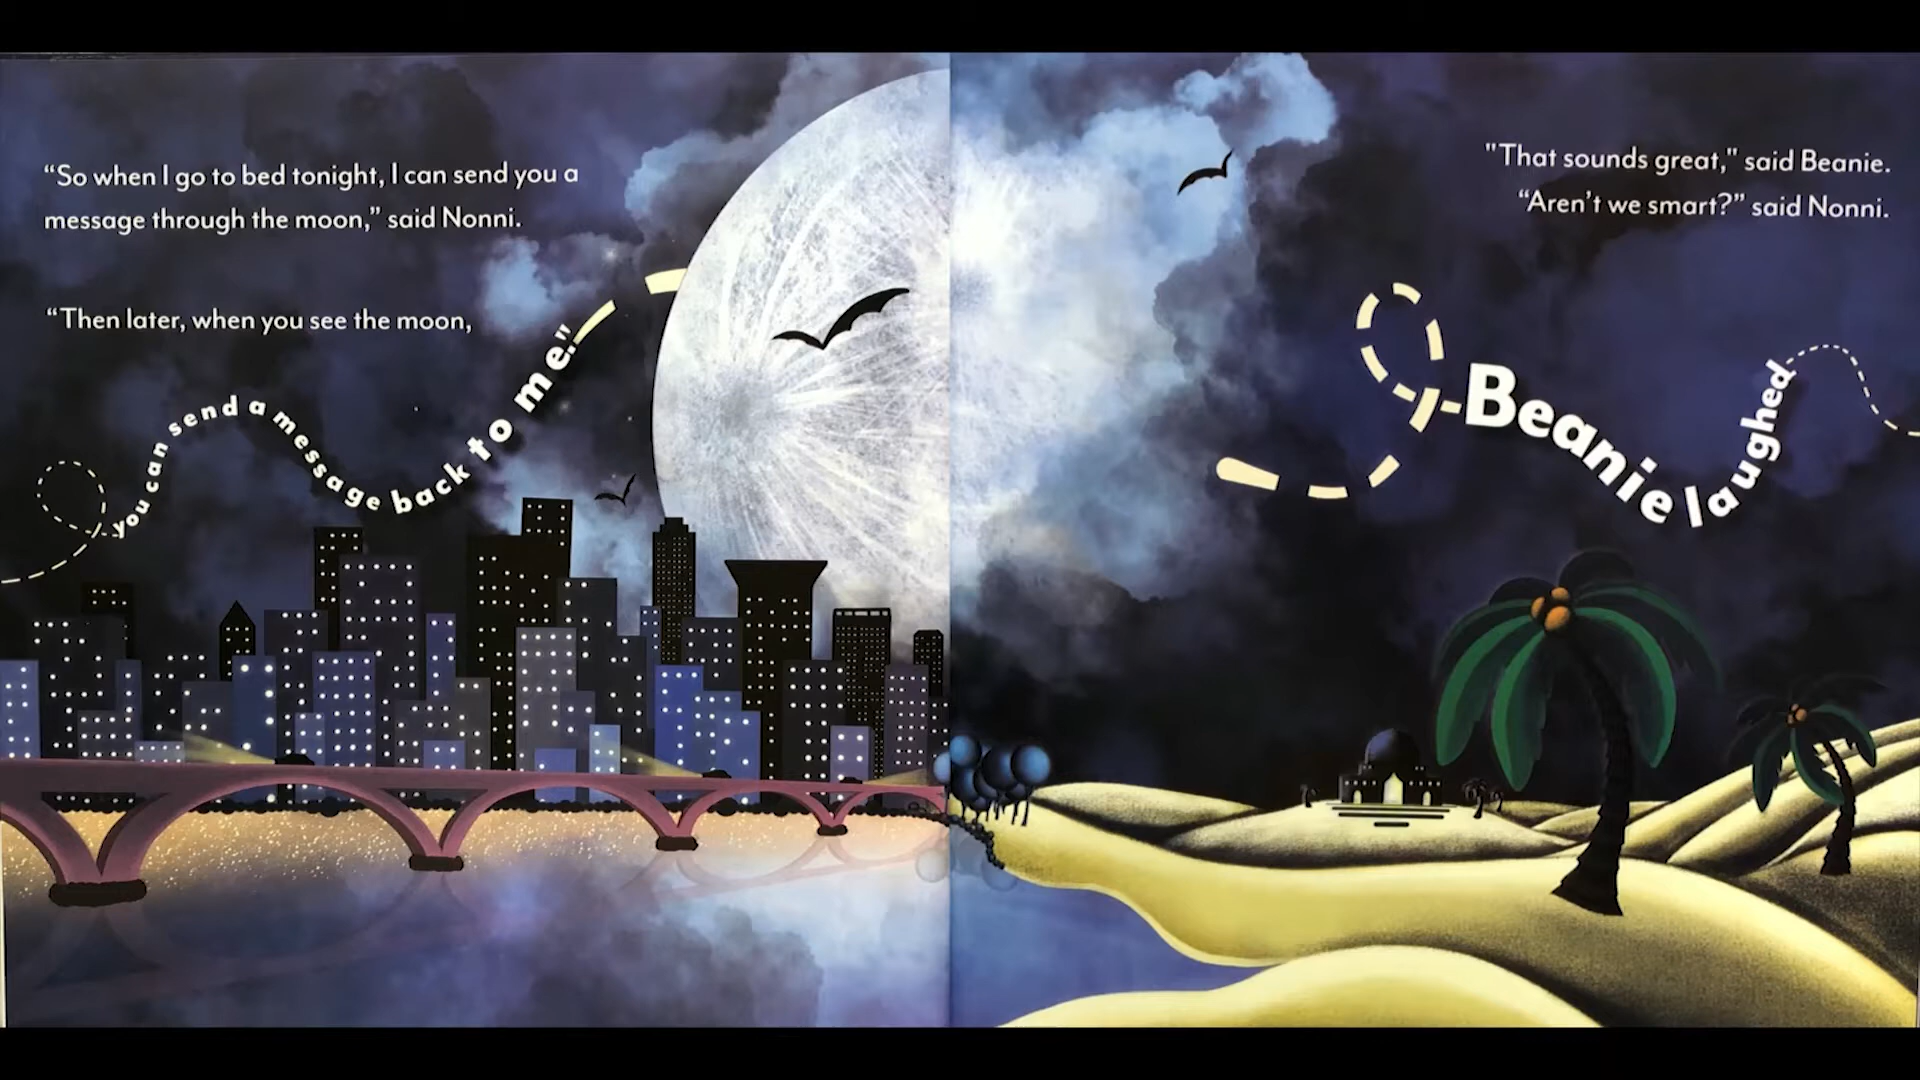 “So when I go to bed tonight, I can send you a
message through the moon,” said Nonni.
“Then later, when you see the moon,
you can send a message back to me.”
"That sounds great," said Beanie.
“Aren’t we smart?” said Nonni.
Beanie laughed